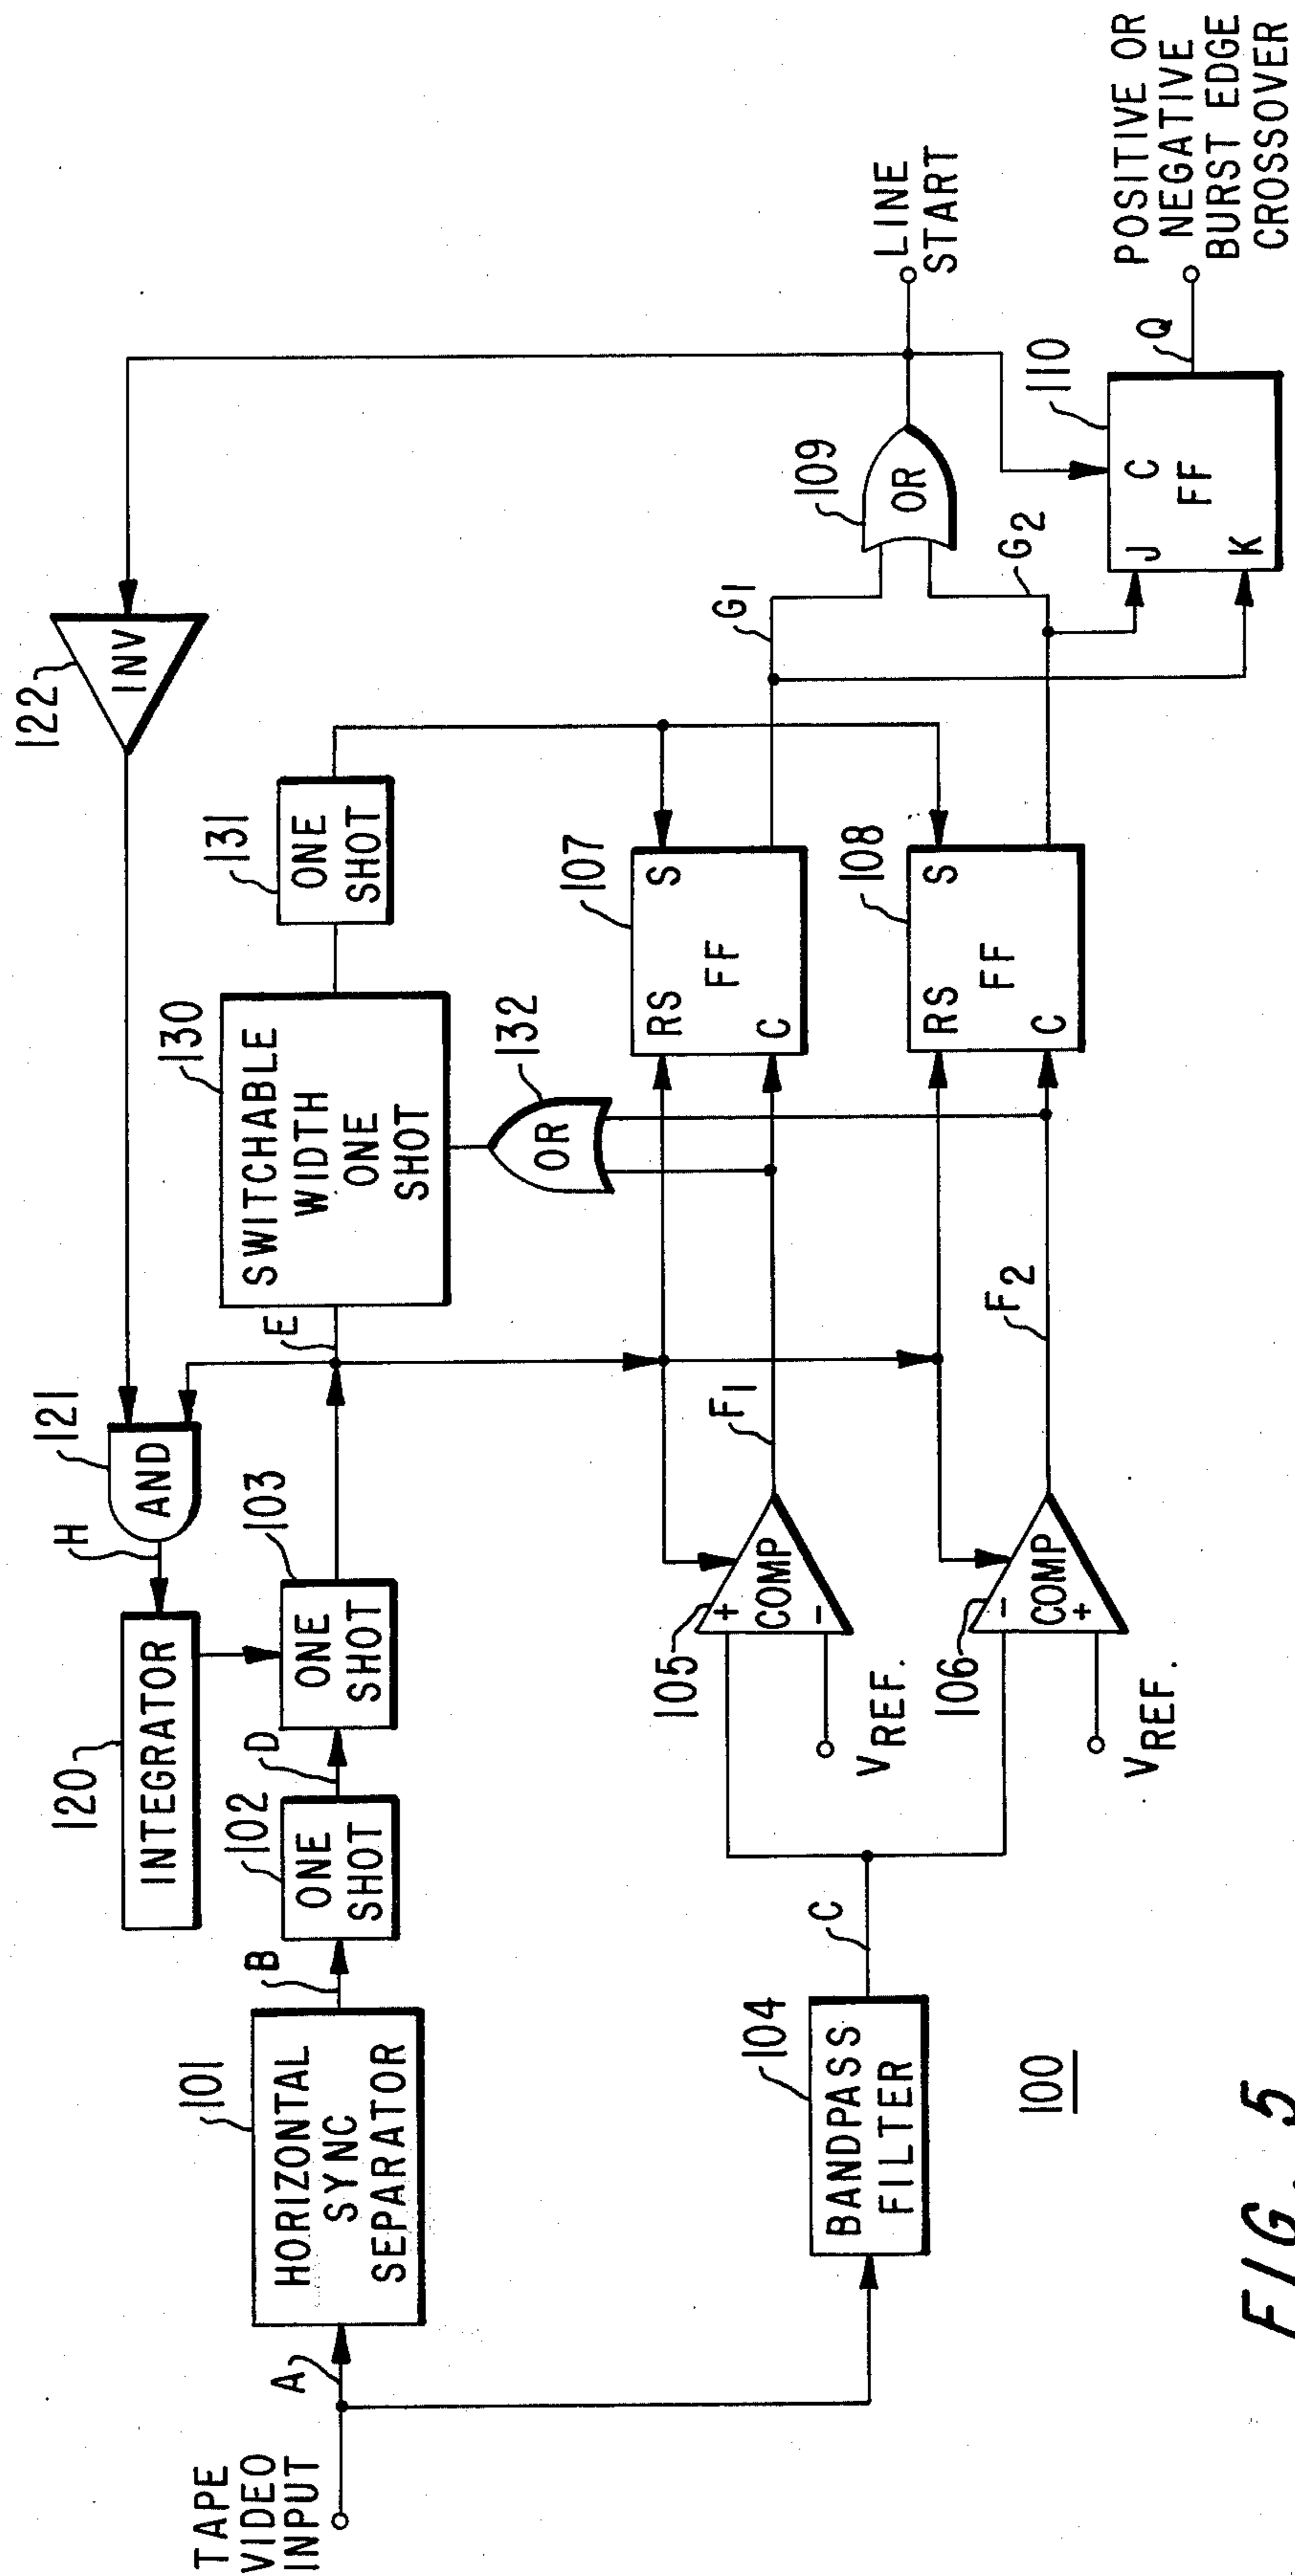 TAPE
VIDEO
INPUT
A
101
HORIZONTAL
SYNC
SEPARATOR
B
102
ONE
SHOT
D
103
ONE
SHOT
120
INTEGRATOR
H
121
AND
122
INV
E
130
SWITCHABLE
WIDTH
ONE
SHOT
131
ONE
SHOT
132
OR
104
BANDPASS
FILTER
C
105
+
COMP
−
VREF.
106
−
COMP
+
VREF.
F1
F2
107
RS
S
FF
C
108
RS
S
FF
C
G1
G2
109
OR
LINE
START
110
J
C
FF
K
Q
POSITIVE OR
NEGATIVE
BURST EDGE
CROSSOVER
100
FIG. 5